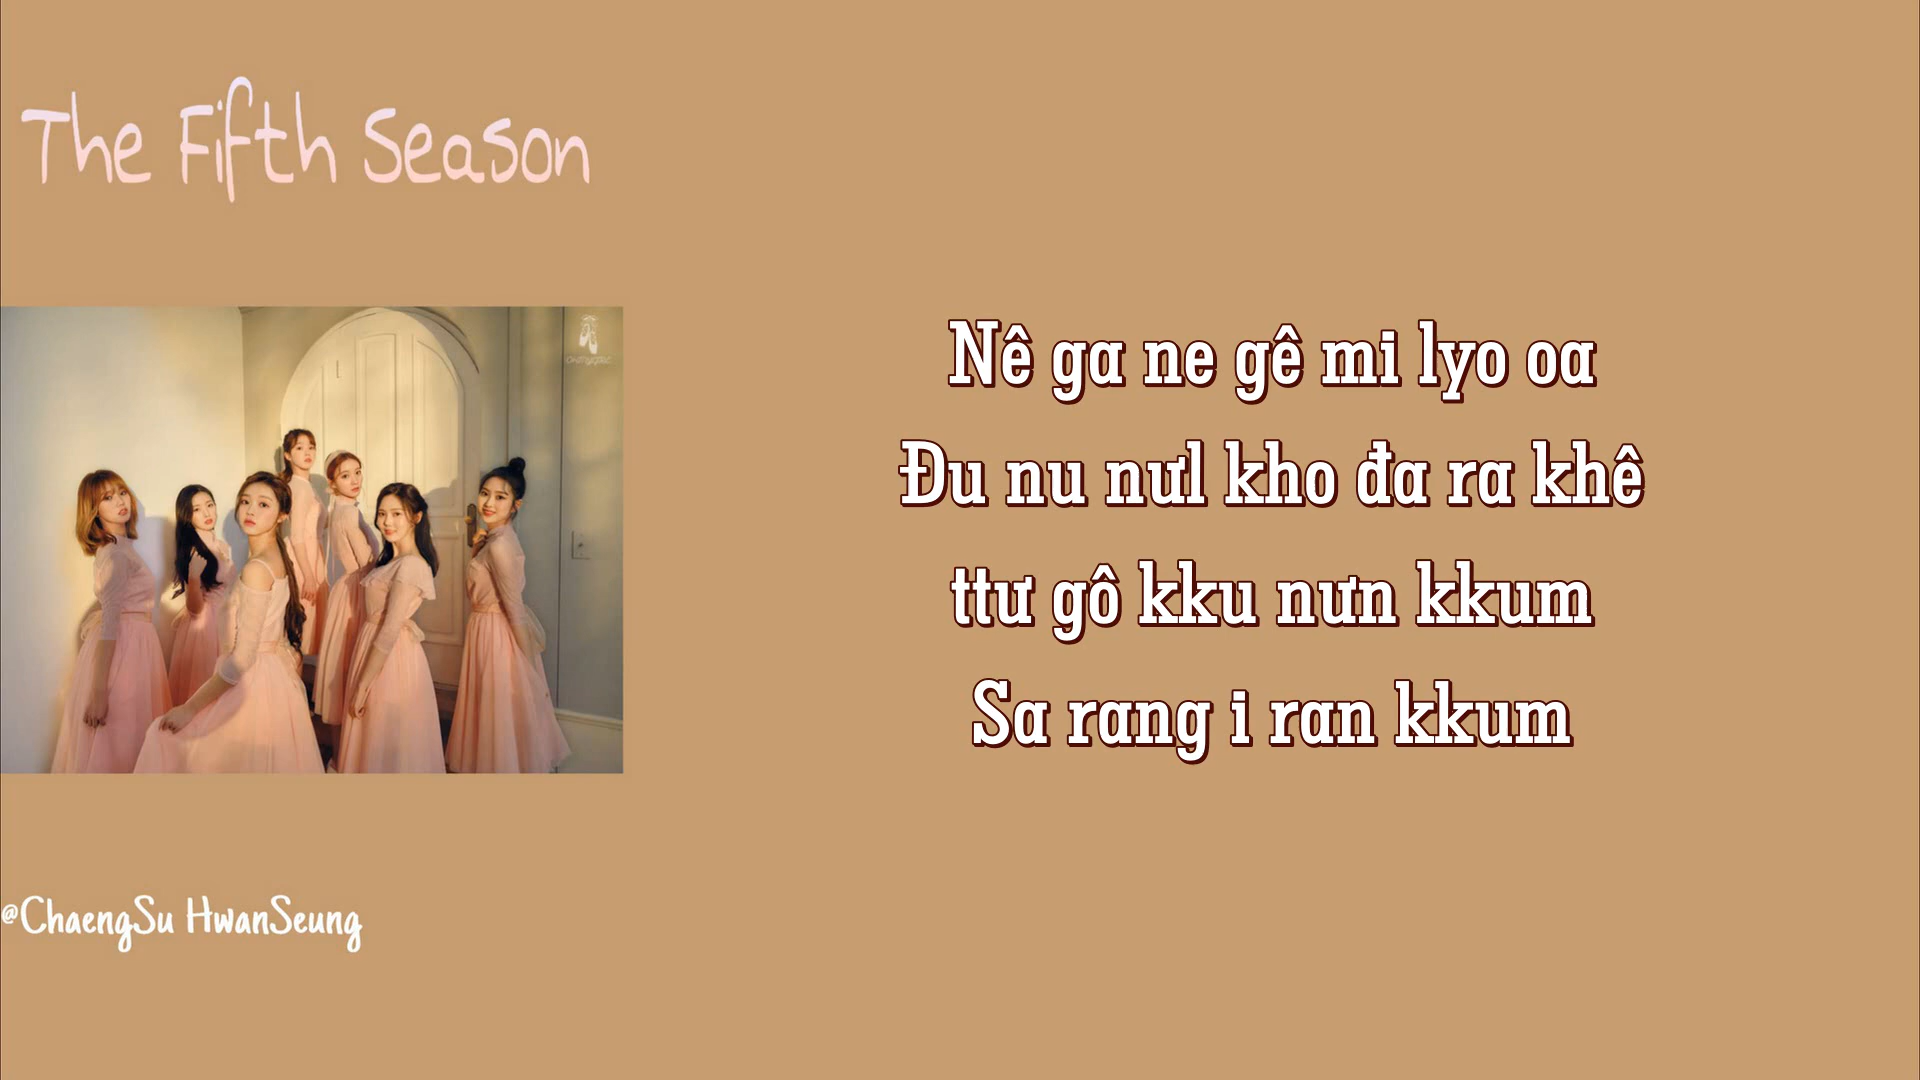 The Fifth Season
Nê ga ne gê mi lyo oa
Đu nu nưl kho đa ra khê
ttư gô kku nưn kkum
Sa rang i ran kkum
@ChaengSu HwanSeung